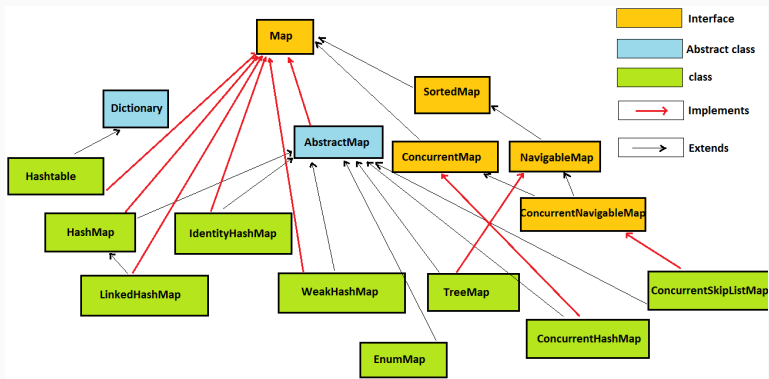 Map
Interface
Abstract class
class
Implements
Extends
SortedMap
Dictionary
AbstractMap
ConcurrentMap
NavigableMap
Hashtable
ConcurrentNavigableMap
HashMap
IdentityHashMap
LinkedHashMap
WeakHashMap
TreeMap
ConcurrentSkipListMap
ConcurrentHashMap
EnumMap